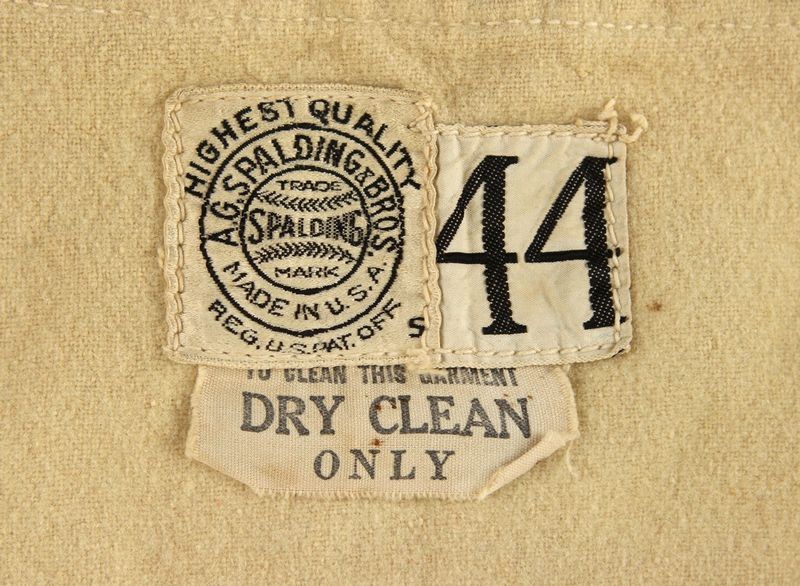 HIGHEST QUALITY
A.G. SPALDING & BROS.
TRADE
SPALDING
MARK
MADE IN U.S.A.
REG. U.S. PAT. OFF.
S
44
TO CLEAN THIS GARMENT
DRY CLEAN
ONLY